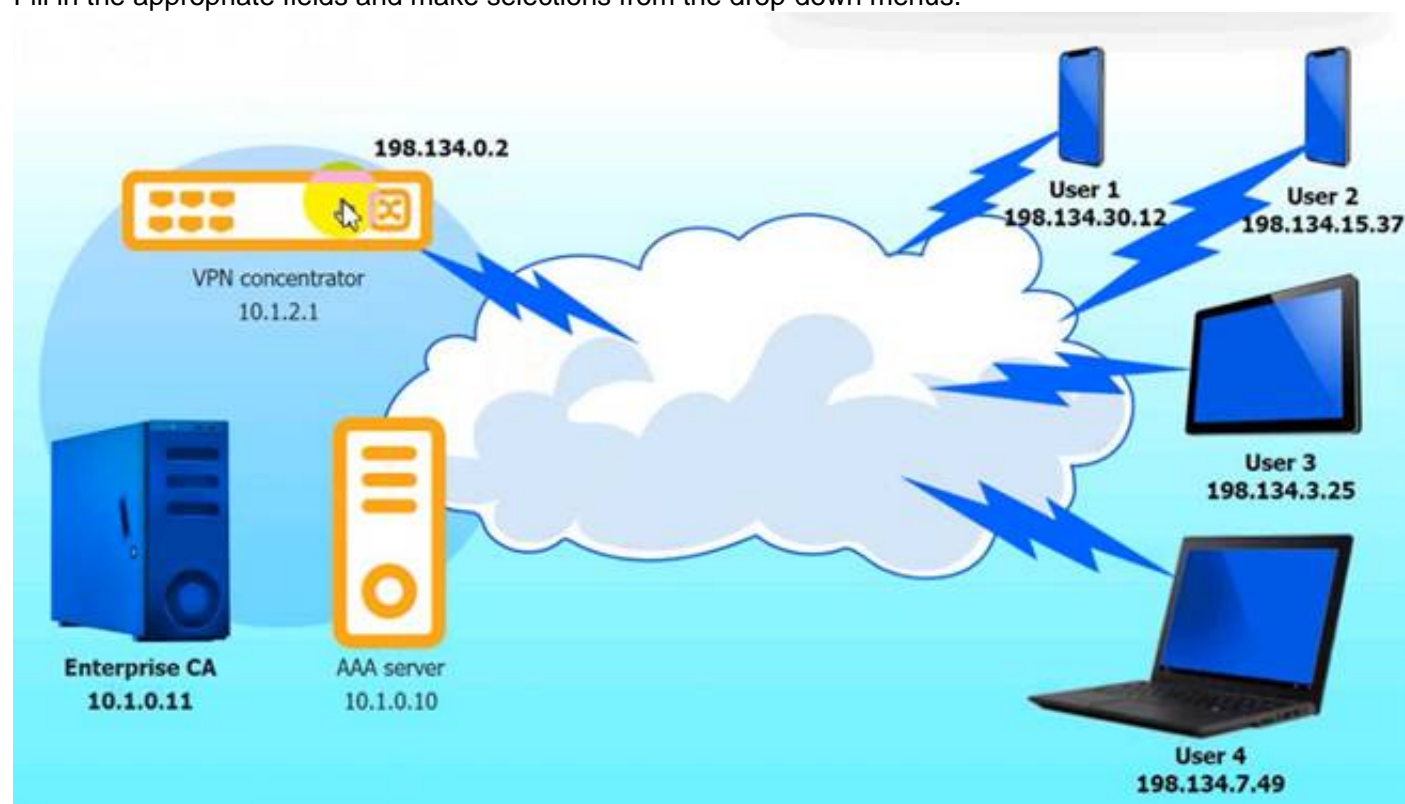 Fill in the appropriate fields and make selections from the drop-down menus.
198.134.0.2
VPN concentrator
10.1.2.1
User 1
198.134.30.12
User 2
198.134.15.37
User 3
198.134.3.25
Enterprise CA
10.1.0.11
AAA server
10.1.0.10
User 4
198.134.7.49